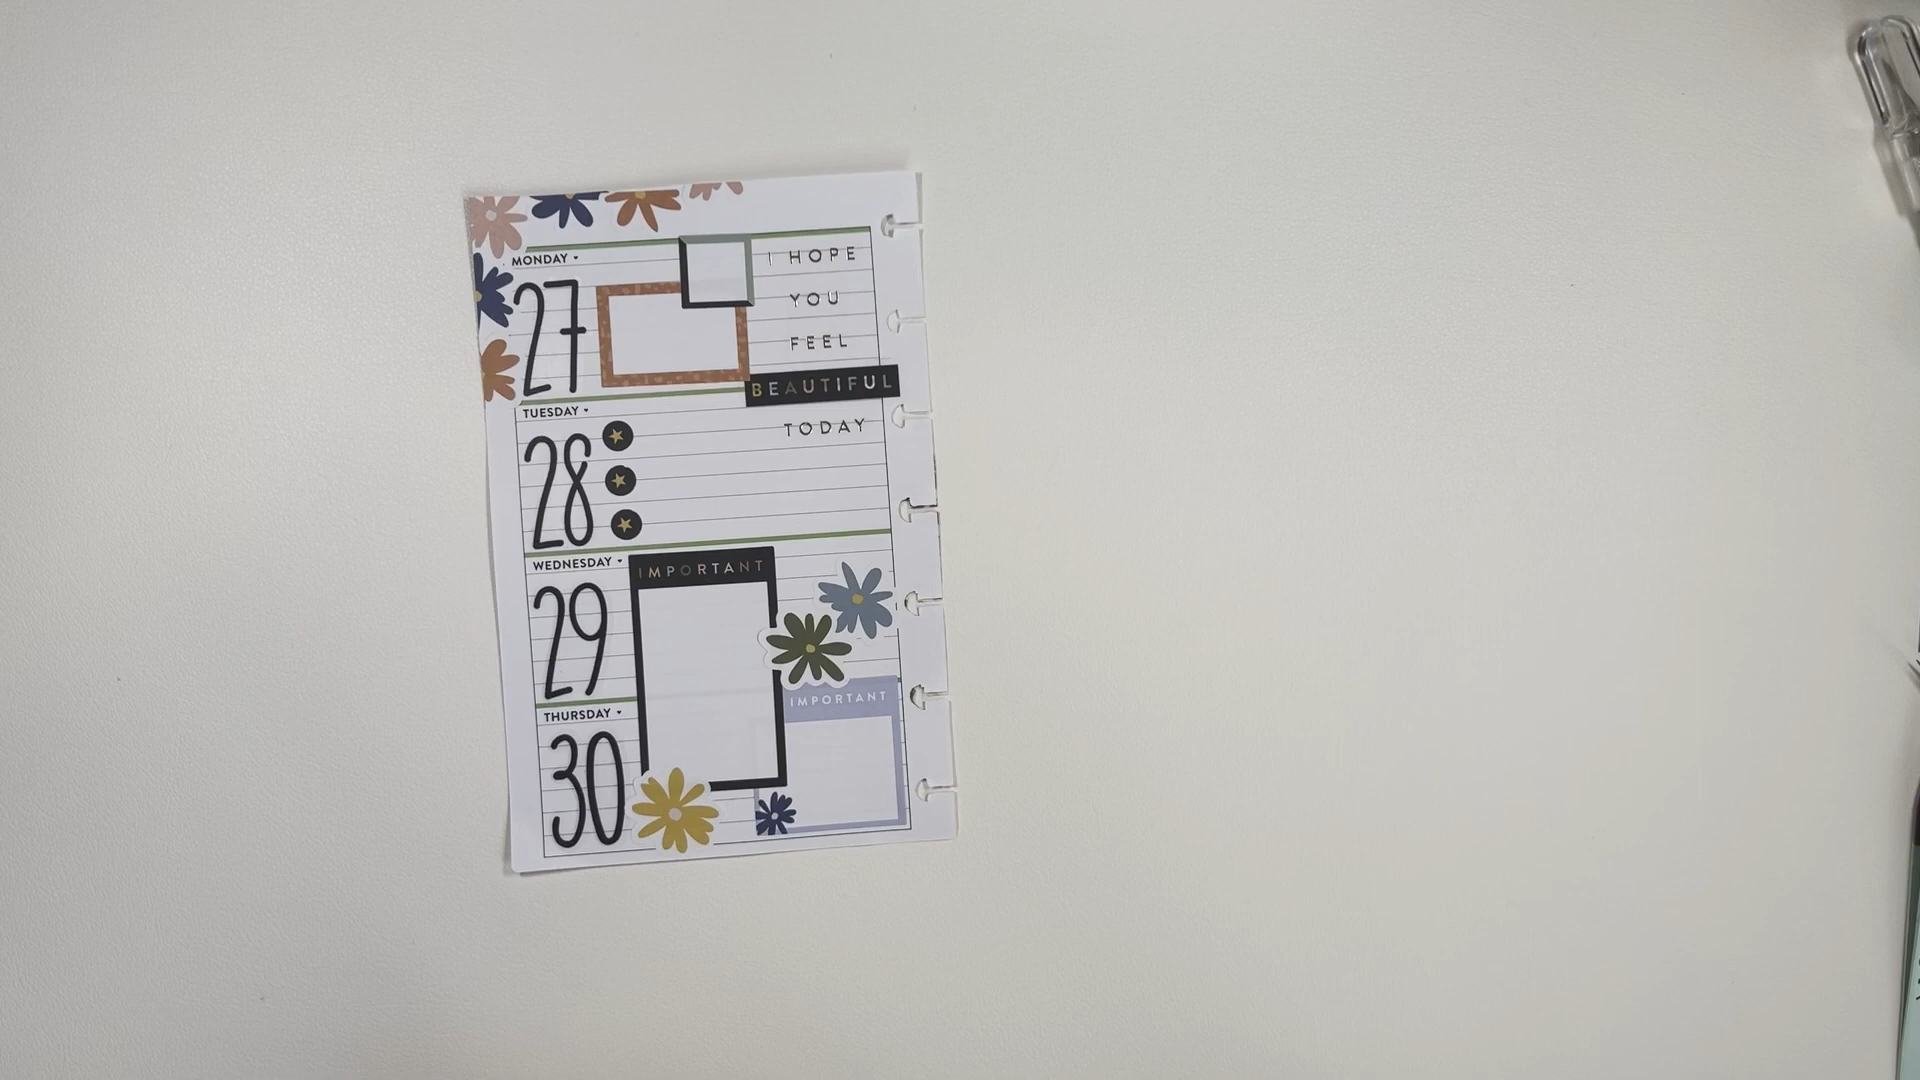 MONDAY
27
I HOPE
YOU
FEEL
BEAUTIFUL
TODAY
TUESDAY
28
WEDNESDAY
29
IMPORTANT
THURSDAY
30
IMPORTANT